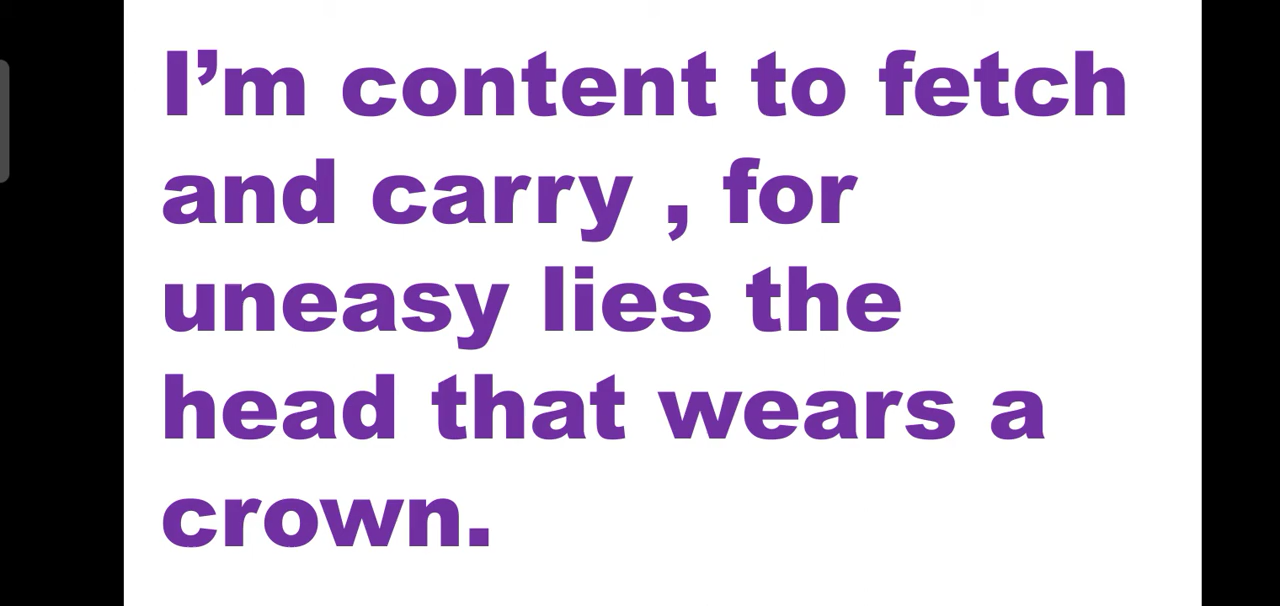 I’m content to fetch
and carry , for
uneasy lies the
head that wears a
crown.